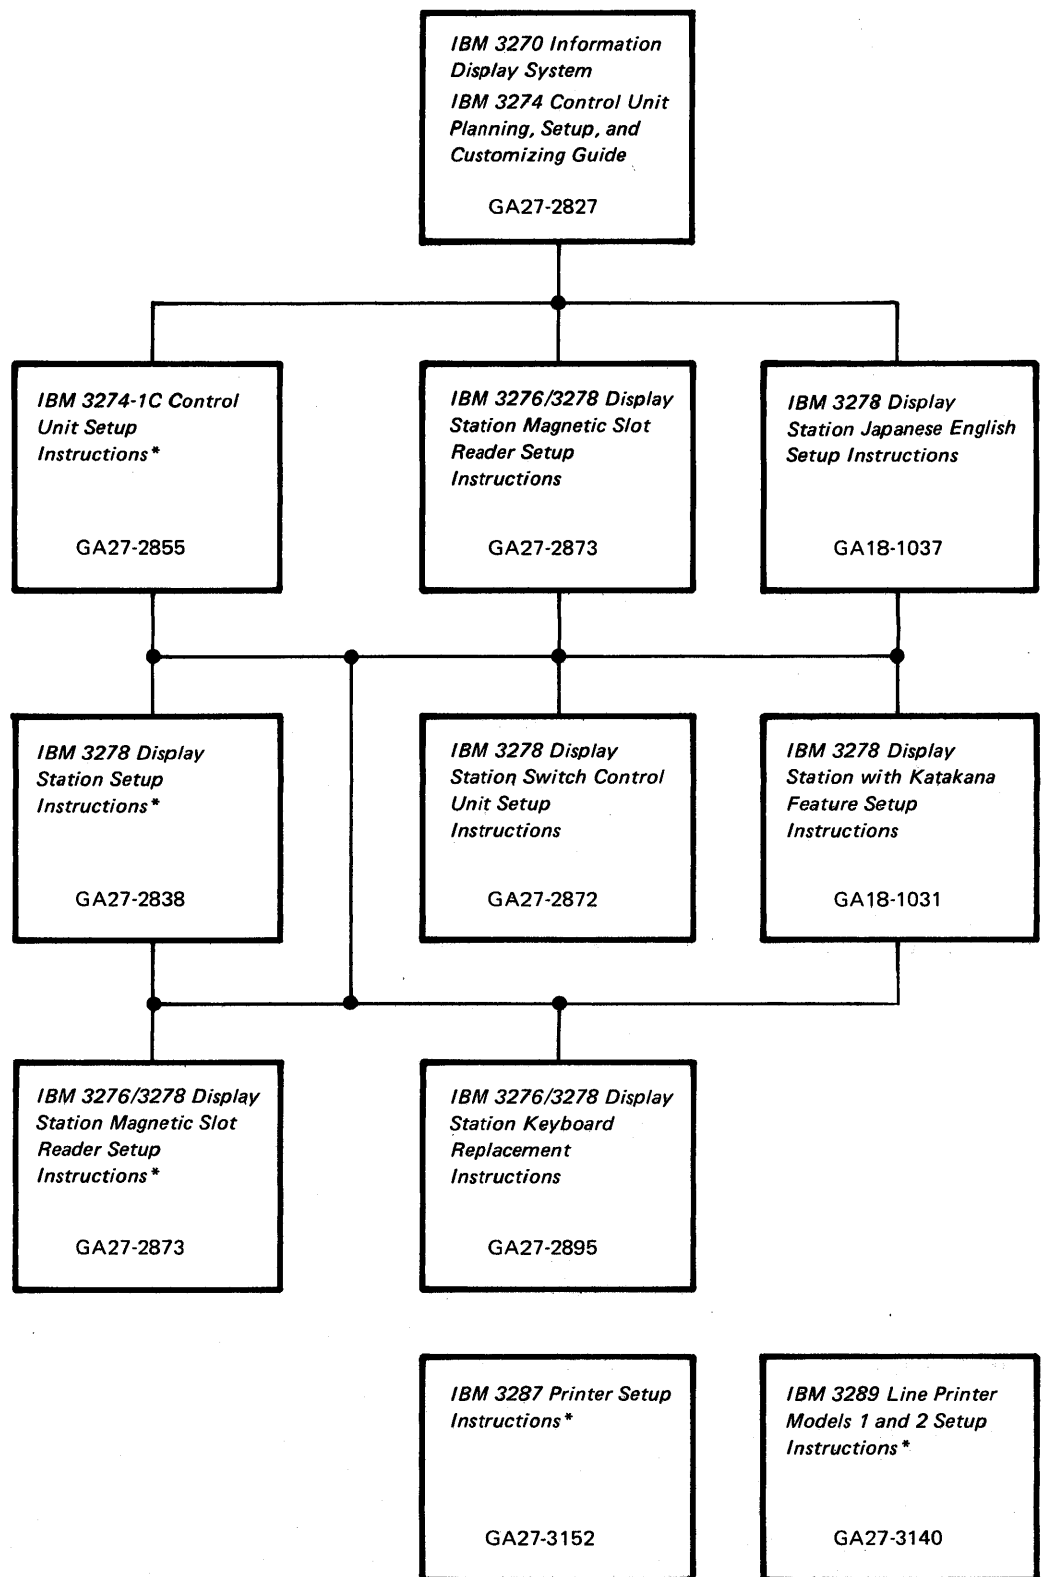 IBM 3270 Information
Display System
IBM 3274 Control Unit
Planning, Setup, and
Customizing Guide
GA27-2827
IBM 3274-1C Control
Unit Setup
Instructions*
GA27-2855
IBM 3276/3278 Display
Station Magnetic Slot
Reader Setup
Instructions
GA27-2873
IBM 3278 Display
Station Japanese English
Setup Instructions
GA18-1037
IBM 3278 Display
Station Setup
Instructions*
GA27-2838
IBM 3278 Display
Station Switch Control
Unit Setup
Instructions
GA27-2872
IBM 3278 Display
Station with Katakana
Feature Setup
Instructions
GA18-1031
IBM 3276/3278 Display
Station Magnetic Slot
Reader Setup
Instructions*
GA27-2873
IBM 3276/3278 Display
Station Keyboard
Replacement
Instructions
GA27-2895
IBM 3287 Printer Setup
Instructions*
GA27-3152
IBM 3289 Line Printer
Models 1 and 2 Setup
Instructions*
GA27-3140